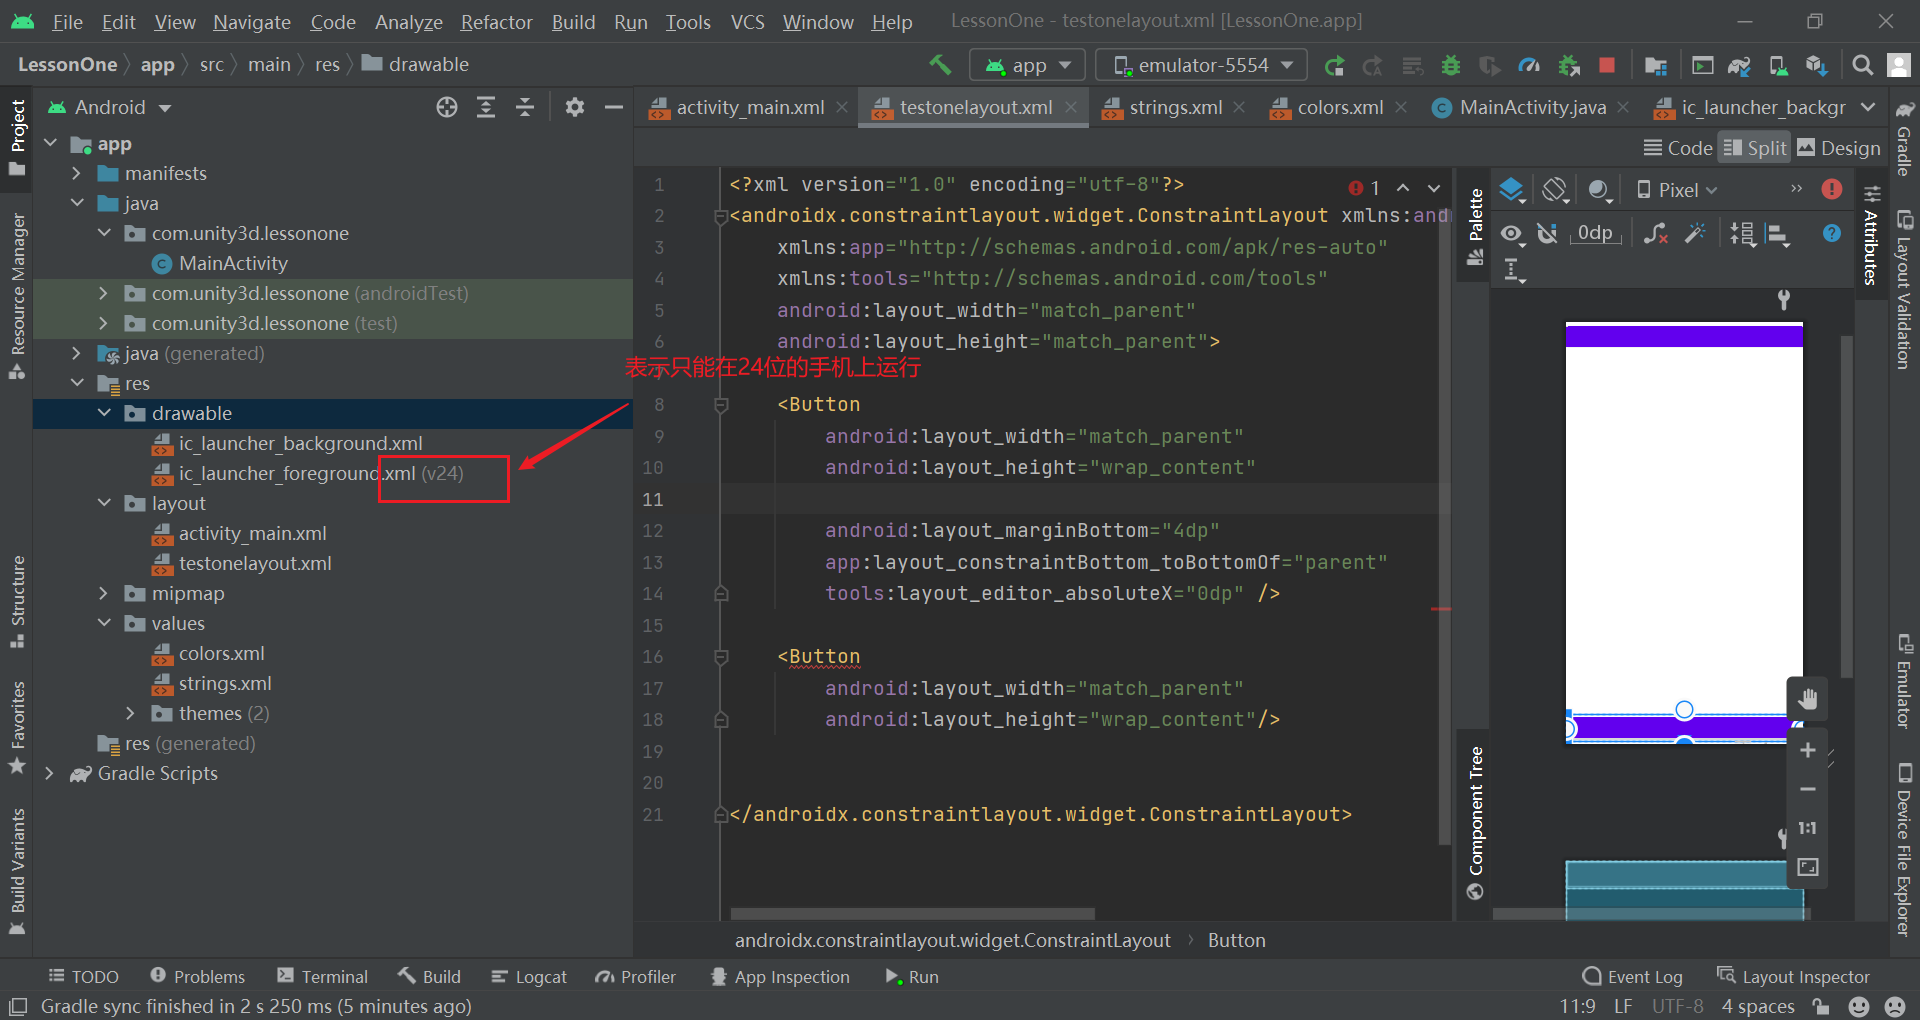 File Edit View Navigate Code Analyze Refactor Build Run Tools VCS Window Help LessonOne - testonelayout.xml [LessonOne.app]
LessonOne app src main res drawable app emulator-5554
Android activity_main.xml testonelayout.xml strings.xml colors.xml MainActivity.java ic_launcher_backgr
Code Split Design
Project
Resource Manager
Structure
Favorites
Build Variants
app
manifests
java
com.unity3d.lessonone
MainActivity
com.unity3d.lessonone (androidTest)
com.unity3d.lessonone (test)
java (generated)
res
drawable
ic_launcher_background.xml
ic_launcher_foreground.xml (v24)
layout
activity_main.xml
testonelayout.xml
mipmap
values
colors.xml
strings.xml
themes (2)
res (generated)
Gradle Scripts
表示只能在24位的手机上运行
1 <?xml version="1.0" encoding="utf-8"?> 1
2 <androidx.constraintlayout.widget.ConstraintLayout xmlns:and
3 xmlns:app="http://schemas.android.com/apk/res-auto"
4 xmlns:tools="http://schemas.android.com/tools"
5 android:layout_width="match_parent"
6 android:layout_height="match_parent">
8 <Button
9 android:layout_width="match_parent"
10 android:layout_height="wrap_content"
11
12 android:layout_marginBottom="4dp"
13 app:layout_constraintBottom_toBottomOf="parent"
14 tools:layout_editor_absoluteX="0dp" />
15
16 <Button
17 android:layout_width="match_parent"
18 android:layout_height="wrap_content"/>
19
20
21 </androidx.constraintlayout.widget.ConstraintLayout>
androidx.constraintlayout.widget.ConstraintLayout Button
Palette
Component Tree
Pixel
0dp
1:1
Attributes
Gradle
Layout Validation
Emulator
Device File Explorer
TODO Problems Terminal Build Logcat Profiler App Inspection Run Event Log Layout Inspector
Gradle sync finished in 2 s 250 ms (5 minutes ago) 11:9 LF UTF-8 4 spaces